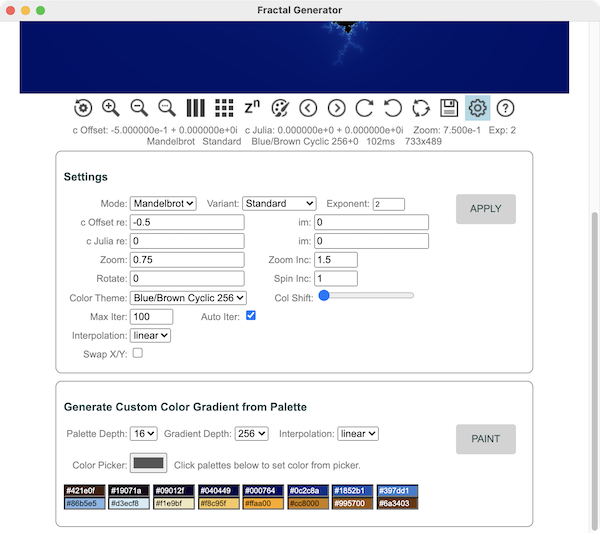 Fractal Generator
zⁿ
c Offset: -5.000000e-1 + 0.000000e+0i c Julia: 0.000000e+0 + 0.000000e+0i Zoom: 7.500e-1 Exp: 2
Mandelbrot Standard Blue/Brown Cyclic 256+0 102ms 733x489
Settings
Mode: Mandelbrot Variant: Standard Exponent: 2 APPLY
c Offset re: -0.5 im: 0
c Julia re: 0 im: 0
Zoom: 0.75 Zoom Inc: 1.5
Rotate: 0 Spin Inc: 1
Color Theme: Blue/Brown Cyclic 256 Col Shift:
Max Iter: 100 Auto Iter:
Interpolation: linear
Swap X/Y:
Generate Custom Color Gradient from Palette
Palette Depth: 16 Gradient Depth: 256 Interpolation: linear PAINT
Color Picker: Click palettes below to set color from picker.
#421e0f #19071a #09012f #040449 #000764 #0c2c8a #1852b1 #397dd1
#86b5e5 #d3ecf8 #f1e9bf #f8c95f #ffaa00 #cc8000 #995700 #6a3403